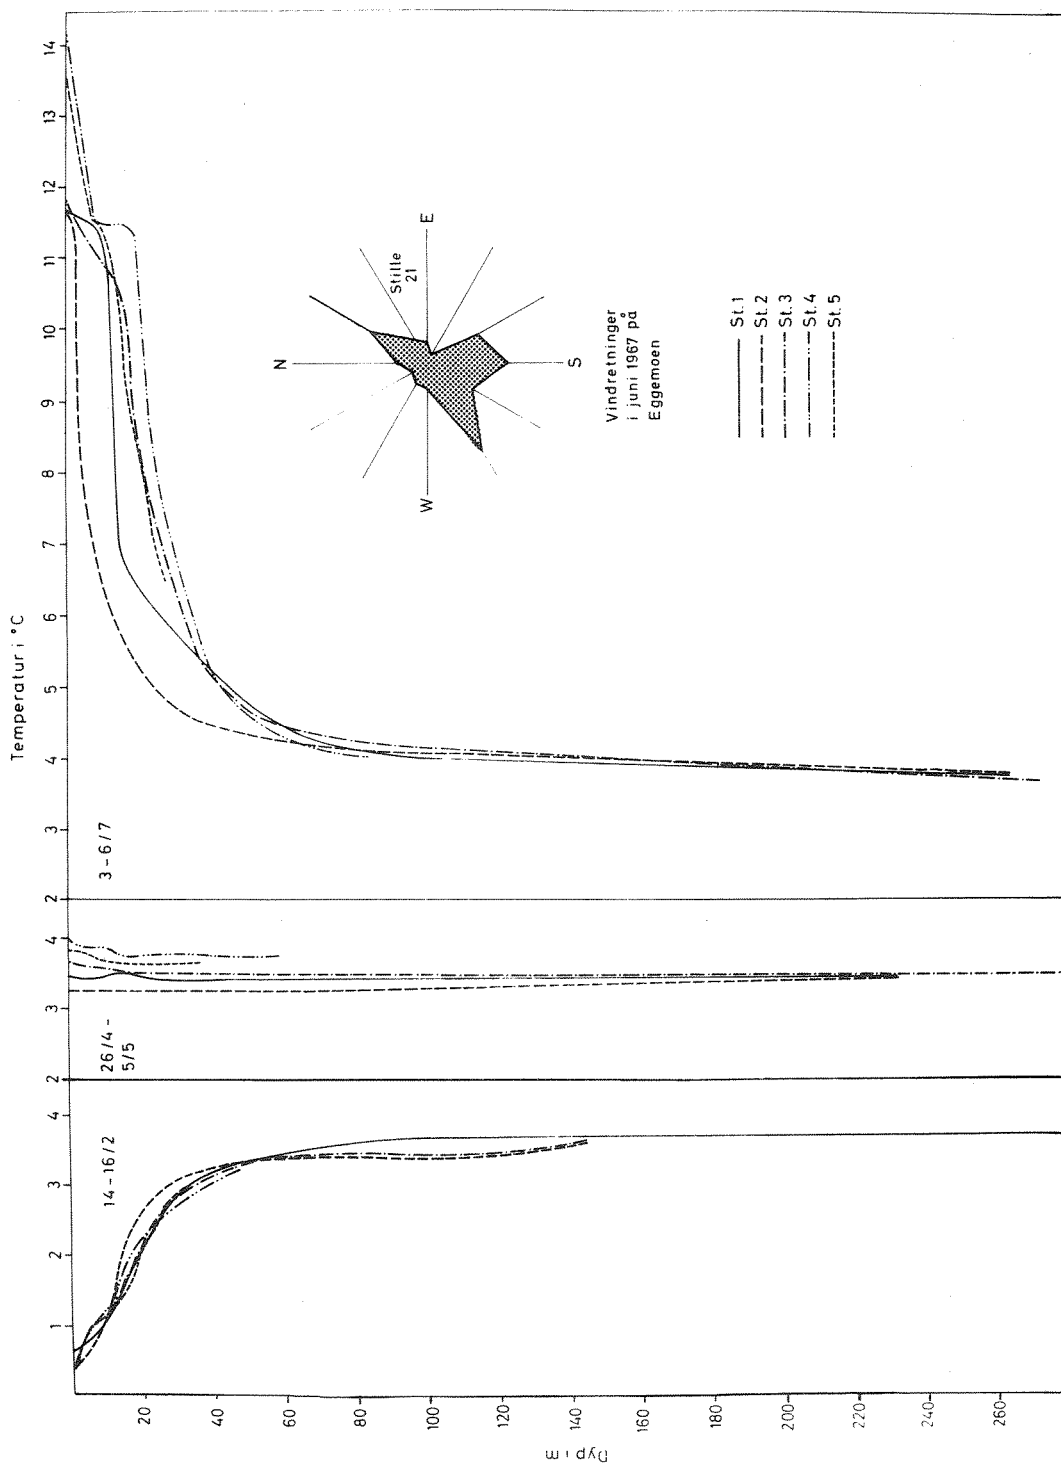 Temperatur i °C
1 2 3 4
2 3 4
2 3 4 5 6 7 8 9 10 11 12 13 14
14-16/2
26/4-
5/5
3-6/7
Dyp i m
20
40
60
80
100
120
140
160
180
200
220
240
260
N
E
S
W
Stille
21
Vindretninger
i juni 1967 på
Eggemoen
St.1
St.2
St.3
St.4
St.5